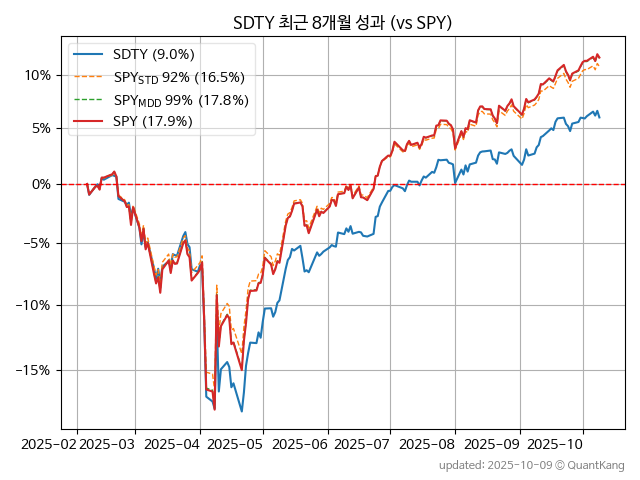 SDTY 최근 8개월 성과 (vs SPY)
SDTY (9.0%)
SPY_STD 92% (16.5%)
SPY_MDD 99% (17.8%)
SPY (17.9%)
10%
5%
0%
−5%
−10%
−15%
2025-02 2025-03 2025-04 2025-05 2025-06 2025-07 2025-08 2025-09 2025-10
updated: 2025-10-09 © QuantKang